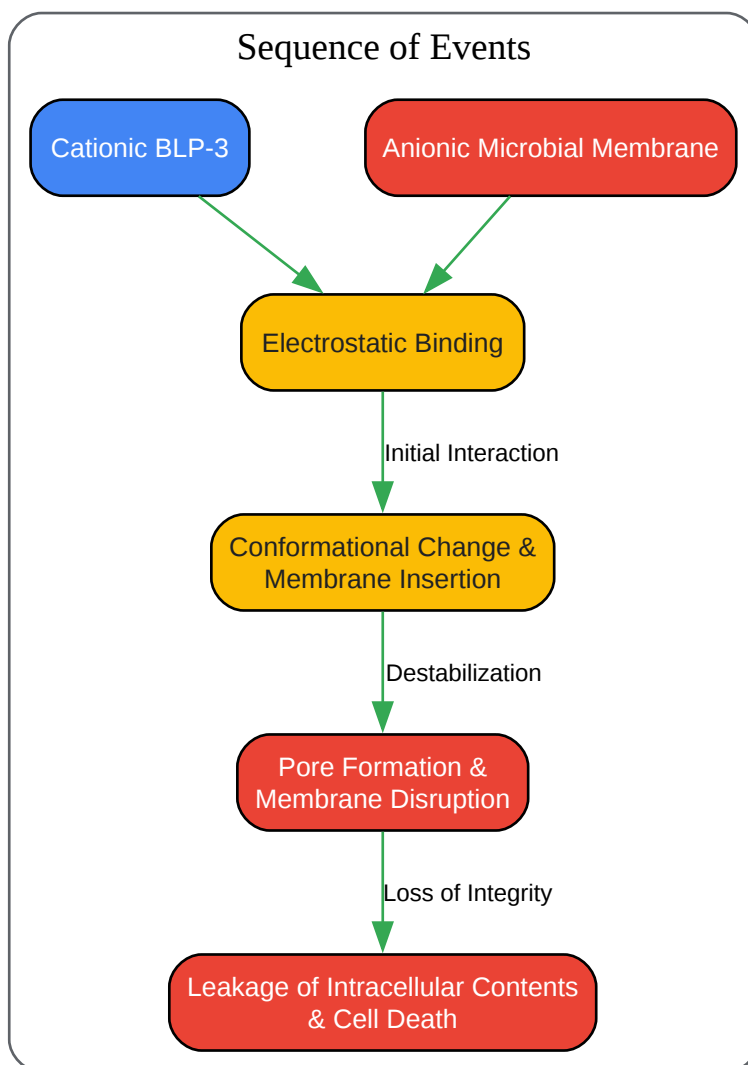 Sequence of Events
Cationic BLP-3
Anionic Microbial Membrane
Electrostatic Binding
Initial Interaction
Conformational Change &
Membrane Insertion
Destabilization
Pore Formation &
Membrane Disruption
Loss of Integrity
Leakage of Intracellular Contents
& Cell Death